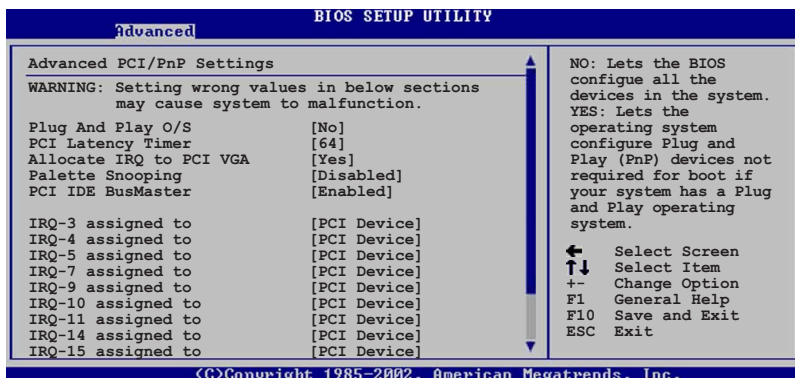 BIOS SETUP UTILITY
Advanced
Advanced PCI/PnP Settings
WARNING: Setting wrong values in below sections
may cause system to malfunction.
Plug And Play O/S [No]
PCI Latency Timer [64]
Allocate IRQ to PCI VGA [Yes]
Palette Snooping [Disabled]
PCI IDE BusMaster [Enabled]
IRQ-3 assigned to [PCI Device]
IRQ-4 assigned to [PCI Device]
IRQ-5 assigned to [PCI Device]
IRQ-7 assigned to [PCI Device]
IRQ-9 assigned to [PCI Device]
IRQ-10 assigned to [PCI Device]
IRQ-11 assigned to [PCI Device]
IRQ-14 assigned to [PCI Device]
IRQ-15 assigned to [PCI Device]
NO: Lets the BIOS
configue all the
devices in the system.
YES: Lets the
operating system
configure Plug and
Play (PnP) devices not
required for boot if
your system has a Plug
and Play operating
system.
← Select Screen
↑↓ Select Item
+- Change Option
F1 General Help
F10 Save and Exit
ESC Exit
(C)Copyright 1985-2002, American Megatrends, Inc.